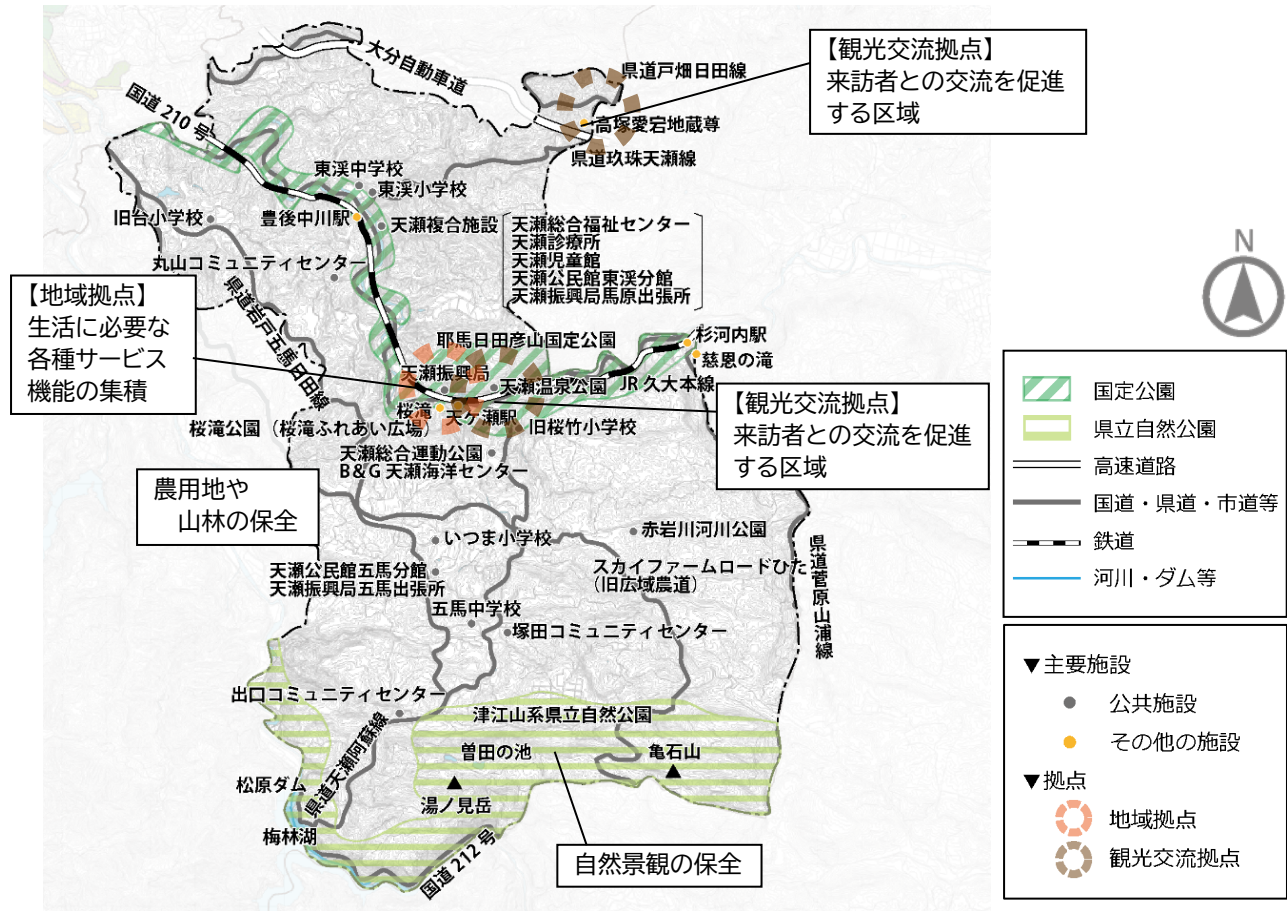 大分自動車道
県道戸畑日田線
【観光交流拠点】
来訪者との交流を促進
する区域
国道210号
高塚愛宕地蔵尊
県道玖珠天瀬線
東渓中学校
東渓小学校
旧台小学校
豊後中川駅
天瀬複合施設
天瀬総合福祉センター
天瀬診療所
天瀬児童館
天瀬公民館東渓分館
天瀬振興局馬原出張所
丸山コミュニティセンター
県道岩戸五馬日田線
【地域拠点】
生活に必要な
各種サービス
機能の集積
耶馬日田彦山国定公園
杉河内駅
慈恩の滝
天瀬振興局
天瀬温泉公園
JR久大本線
桜滝
天ケ瀬駅
旧桜竹小学校
桜滝公園（桜滝ふれあい広場）
【観光交流拠点】
来訪者との交流を促進
する区域
天瀬総合運動公園
B&G天瀬海洋センター
農用地や
山林の保全
いつま小学校
赤岩川河川公園
天瀬公民館五馬分館
天瀬振興局五馬出張所
スカイファームロードひた
（旧広域農道）
県道菅原山浦線
五馬中学校
塚田コミュニティセンター
出口コミュニティセンター
津江山系県立自然公園
県道天瀬阿蘇線
曽田の池
亀石山
松原ダム
湯ノ見岳
梅林湖
国道212号
自然景観の保全
N
国定公園
県立自然公園
高速道路
国道・県道・市道等
鉄道
河川・ダム等
▼主要施設
公共施設
その他の施設
▼拠点
地域拠点
観光交流拠点